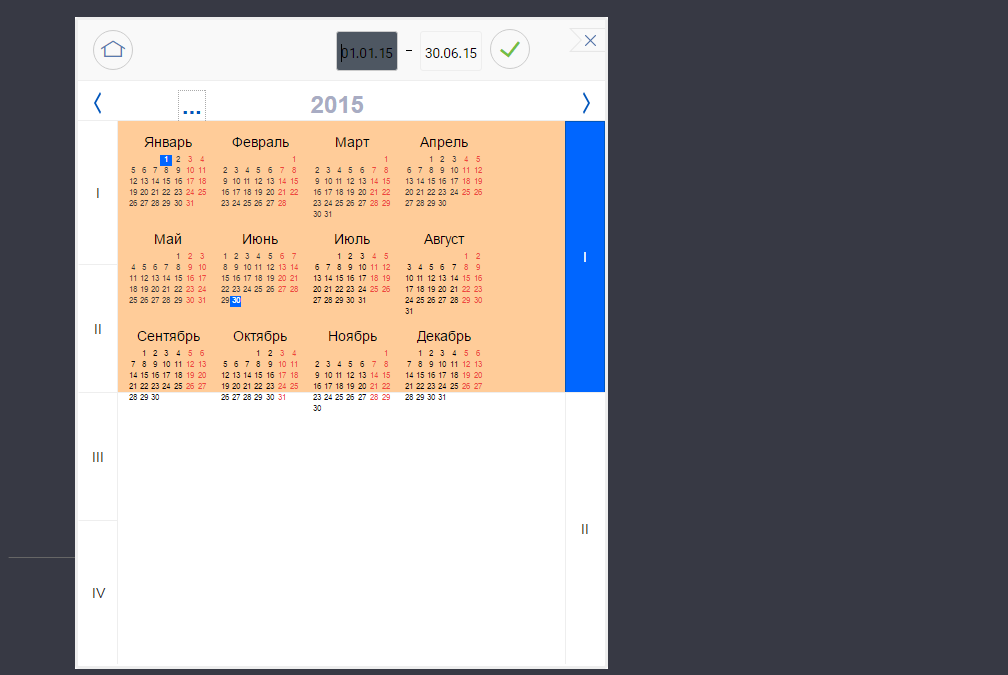 01.01.15 - 30.06.15
... 2015
Январь Февраль Март Апрель
1 2 3 4 1 1 1 2 3 4 5
5 6 7 8 9 10 11 2 3 4 5 6 7 8 2 3 4 5 6 7 8 6 7 8 9 10 11 12
12 13 14 15 16 17 18 9 10 11 12 13 14 15 9 10 11 12 13 14 15 13 14 15 16 17 18 19
19 20 21 22 23 24 25 16 17 18 19 20 21 22 16 17 18 19 20 21 22 20 21 22 23 24 25 26
26 27 28 29 30 31 23 24 25 26 27 28 23 24 25 26 27 28 29 27 28 29 30
30 31
I
Май Июнь Июль Август
1 2 3 1 2 3 4 5 6 7 1 2 3 4 5 1 2
4 5 6 7 8 9 10 8 9 10 11 12 13 14 6 7 8 9 10 11 12 3 4 5 6 7 8 9
11 12 13 14 15 16 17 15 16 17 18 19 20 21 13 14 15 16 17 18 19 10 11 12 13 14 15 16
18 19 20 21 22 23 24 22 23 24 25 26 27 28 20 21 22 23 24 25 26 17 18 19 20 21 22 23
25 26 27 28 29 30 31 29 30 27 28 29 30 31 24 25 26 27 28 29 30
31
I
II
Сентябрь Октябрь Ноябрь Декабрь
1 2 3 4 5 6 1 2 3 4 1 1 2 3 4 5 6
7 8 9 10 11 12 13 5 6 7 8 9 10 11 2 3 4 5 6 7 8 7 8 9 10 11 12 13
14 15 16 17 18 19 20 12 13 14 15 16 17 18 9 10 11 12 13 14 15 14 15 16 17 18 19 20
21 22 23 24 25 26 27 19 20 21 22 23 24 25 16 17 18 19 20 21 22 21 22 23 24 25 26 27
28 29 30 26 27 28 29 30 31 23 24 25 26 27 28 29 28 29 30 31
30
III
II
IV